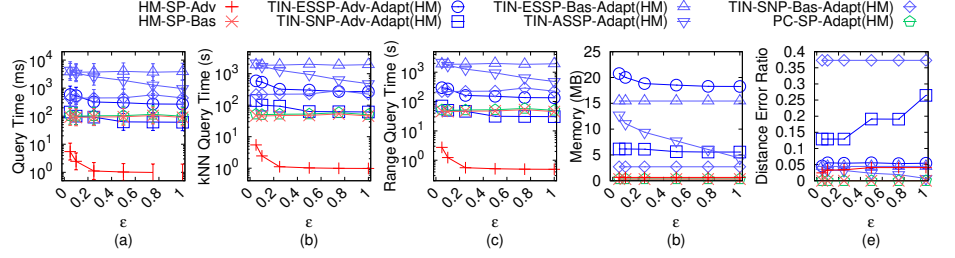 HM-SP-Adv TIN-ESSP-Adv-Adapt(HM) TIN-ESSP-Bas-Adapt(HM) TIN-SNP-Bas-Adapt(HM)
HM-SP-Bas TIN-SNP-Adv-Adapt(HM) TIN-ASSP-Adapt(HM) PC-SP-Adapt(HM)
Query Time (ms)
10^4
10^3
10^2
10^1
10^0
0 0.2 0.4 0.6 0.8 1
ε
(a)
kNN Query Time (s)
10^3
10^2
10^1
10^0
0 0.2 0.4 0.6 0.8 1
ε
(b)
Range Query Time (s)
10^3
10^2
10^1
10^0
0 0.2 0.4 0.6 0.8 1
ε
(c)
Memory (MB)
25
20
15
10
5
0
0 0.2 0.4 0.6 0.8 1
ε
(b)
Distance Error Ratio
0.4
0.35
0.30
0.25
0.20
0.15
0.10
0.05
0
0 0.2 0.4 0.6 0.8 1
ε
(e)